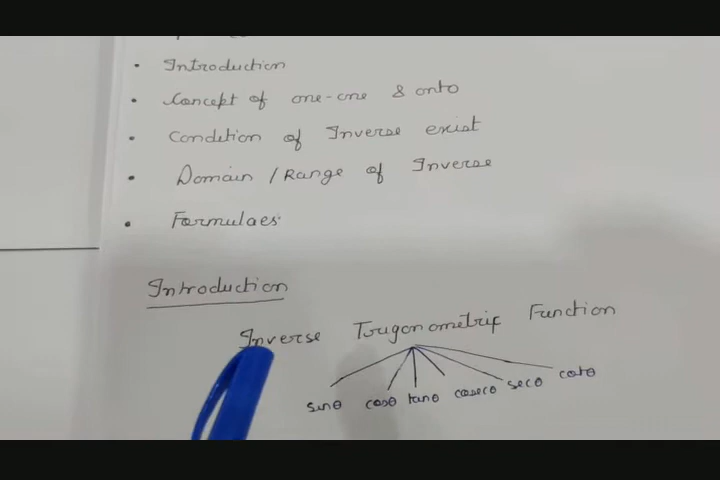 • Introduction
• Concept of one-one & onto
• Condition of Inverse exist
• Domain / Range of Inverse
• Formulaes
Introduction
Inverse Trigonometric Function
sinθ cosθ tanθ cosecθ secθ cotθ